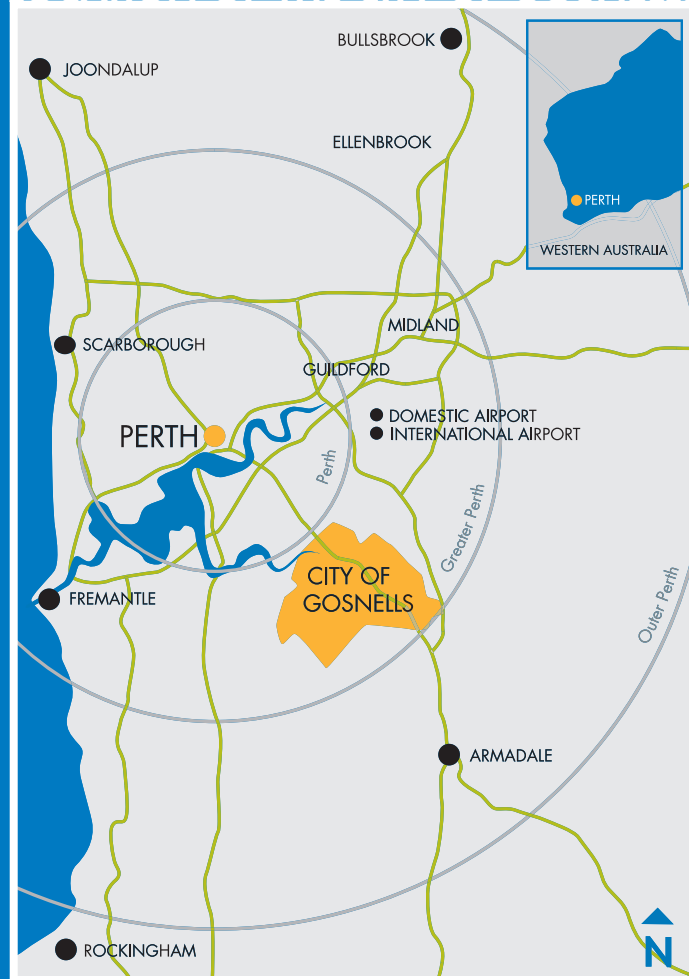 BULLSBROOK
JOONDALUP
ELLENBROOK
PERTH
WESTERN AUSTRALIA
MIDLAND
SCARBOROUGH
GUILDFORD
DOMESTIC AIRPORT
PERTH
INTERNATIONAL AIRPORT
Perth
Greater Perth
CITY OF
GOSNELLS
Outer Perth
FREMANTLE
ARMADALE
ROCKINGHAM
N